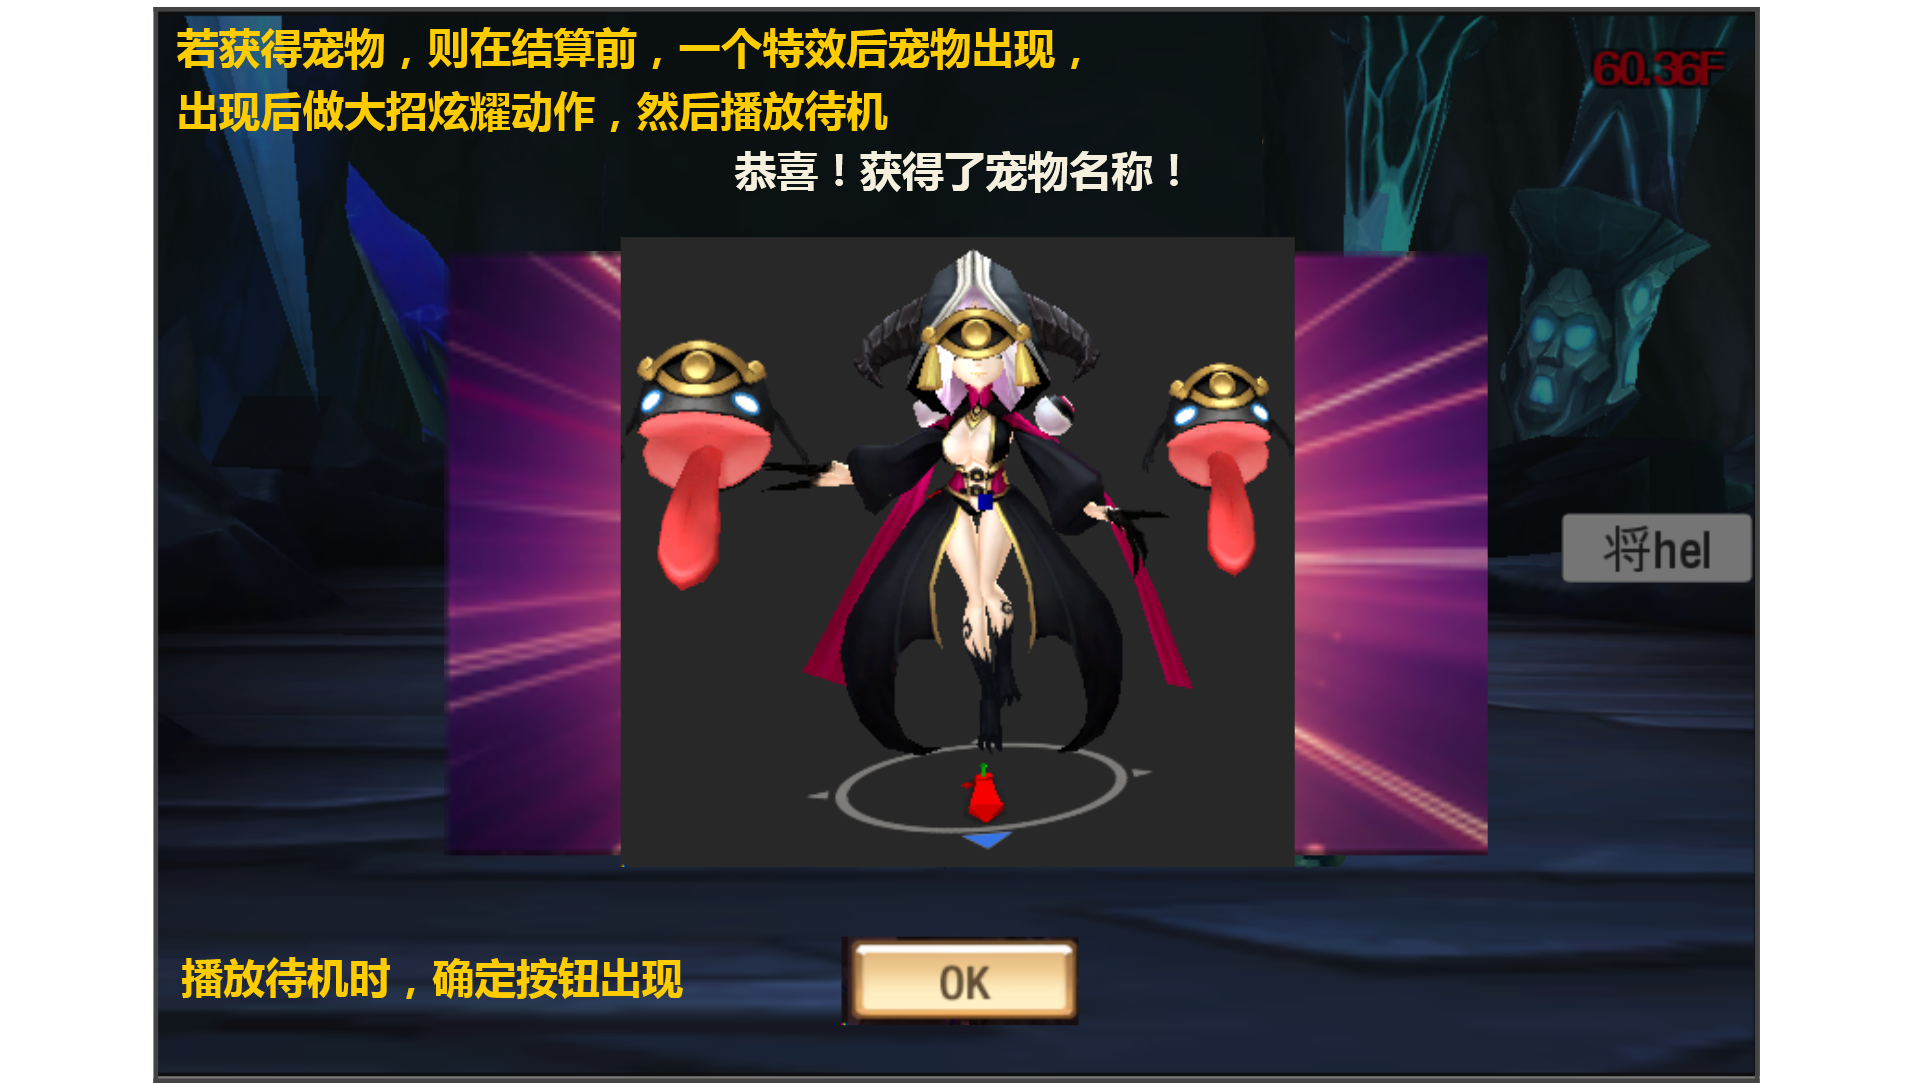 若获得宠物，则在结算前，一个特效后宠物出现，
60.36F
出现后做大招炫耀动作，然后播放待机
恭喜！获得了宠物名称！
将hel
播放待机时，确定按钮出现
OK